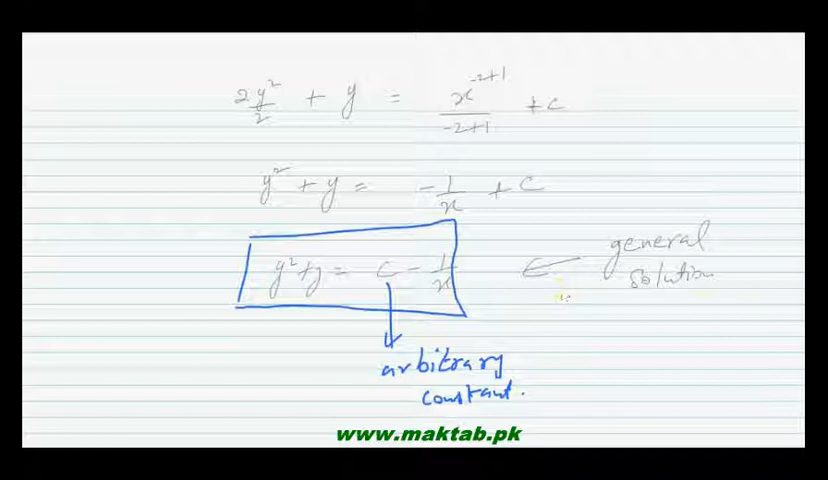 2y²/2 + y = x⁻²⁺¹/-2+1 + c
y² + y = -1/x + c
y² + y = c - 1/x ← general solution
arbitrary
constant.
www.maktab.pk